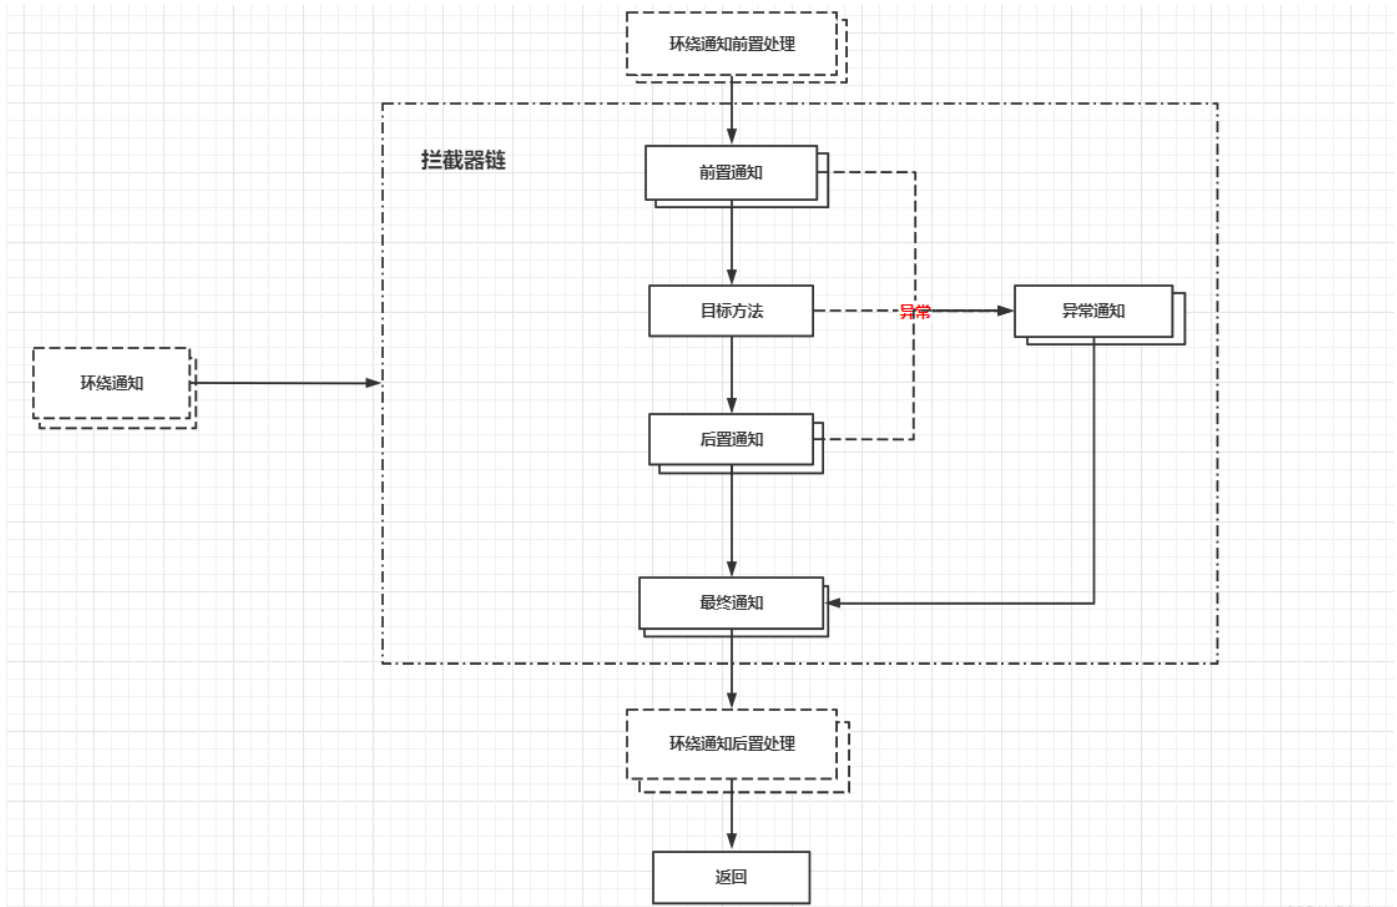 环绕通知前置处理
拦截器链
前置通知
目标方法
异常
异常通知
环绕通知
后置通知
最终通知
环绕通知后置处理
返回